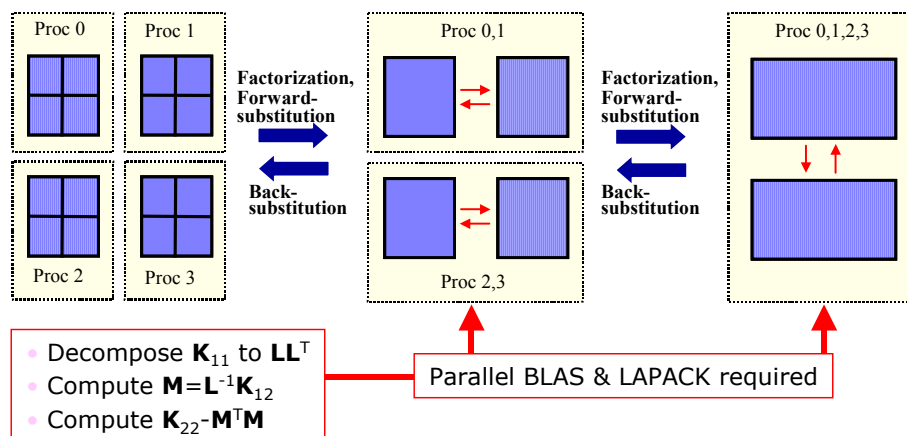 Proc 0
Proc 1
Proc 0,1
Proc 0,1,2,3
Factorization,
Forward-
substitution
Back-
substitution
Factorization,
Forward-
substitution
Back-
substitution
Proc 2
Proc 3
Proc 2,3
• Decompose K₁₁ to LLᵀ
• Compute M=L⁻¹K₁₂
• Compute K₂₂-MᵀM
Parallel BLAS & LAPACK required